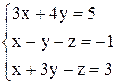 3x + 4y = 5
x − y − z = −1
x + 3y − z = 3